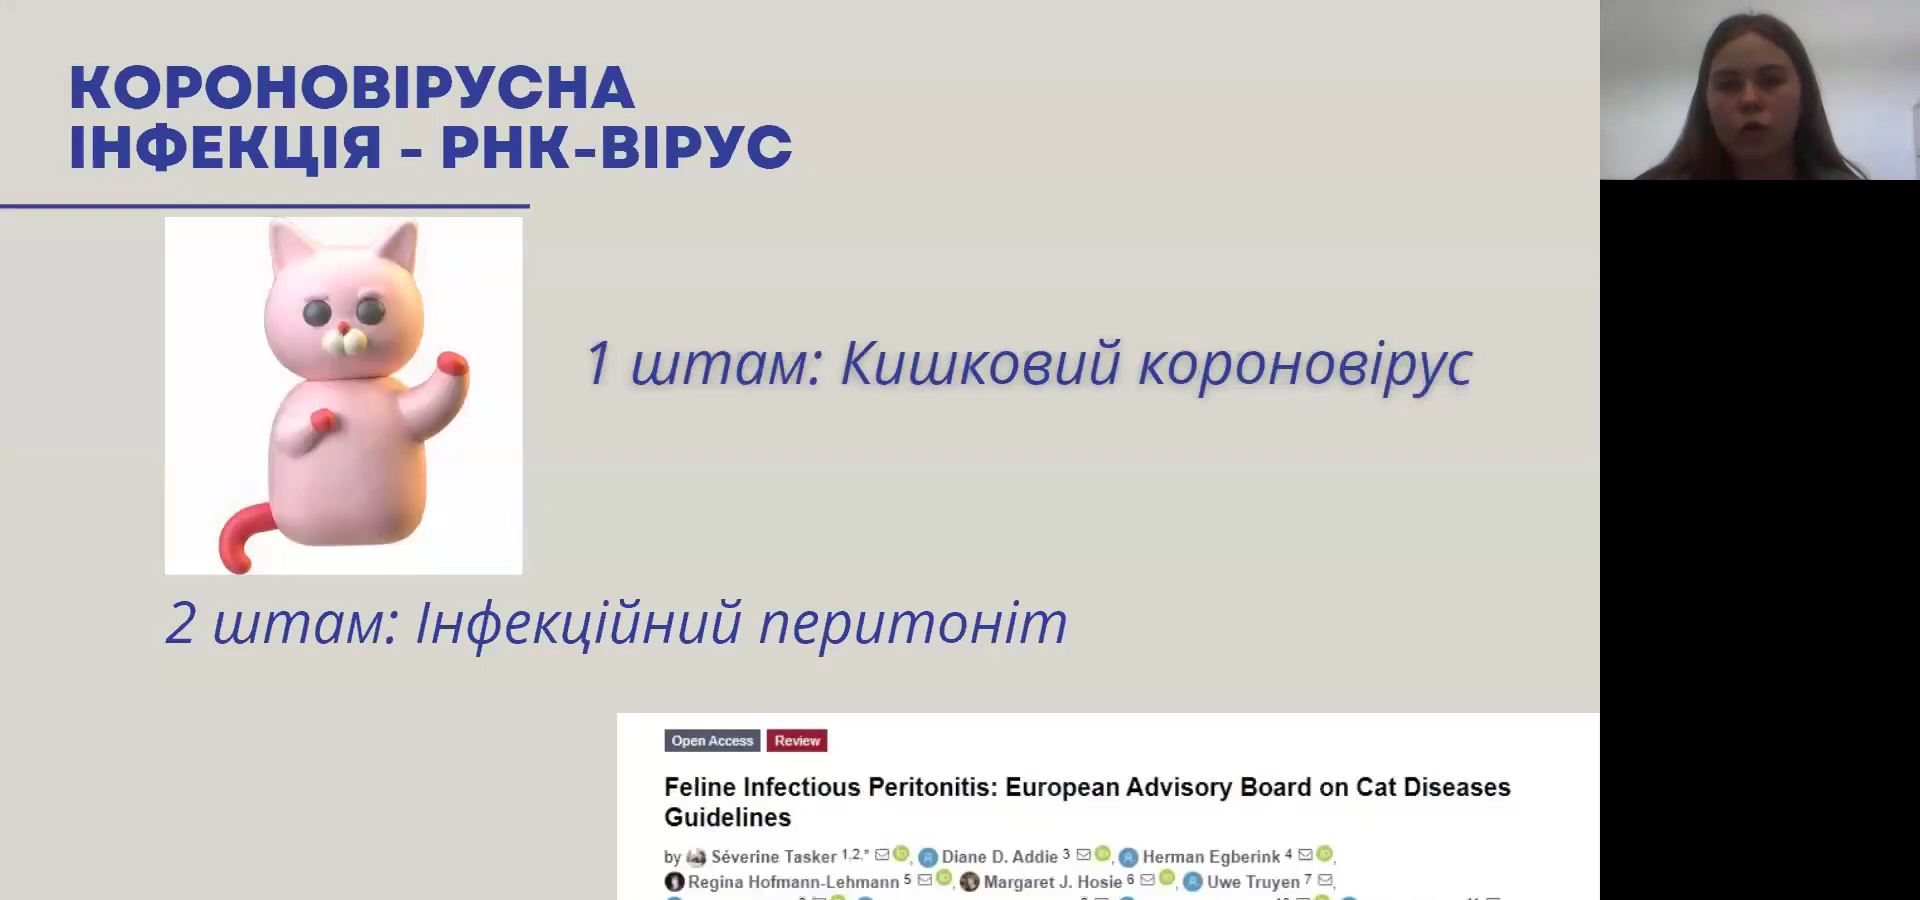 КОРОНОВІРУСНА
ІНФЕКЦІЯ - РНК-ВІРУС
1 штам: Кишковий короновірус
2 штам: Інфекційний перитоніт
Open Access Review
Feline Infectious Peritonitis: European Advisory Board on Cat Diseases
Guidelines
by Séverine Tasker 1,2,* , Diane D. Addie 3 , Herman Egberink 4 ,
Regina Hofmann-Lehmann 5 , Margaret J. Hosie 6 , Uwe Truyen 7 ,